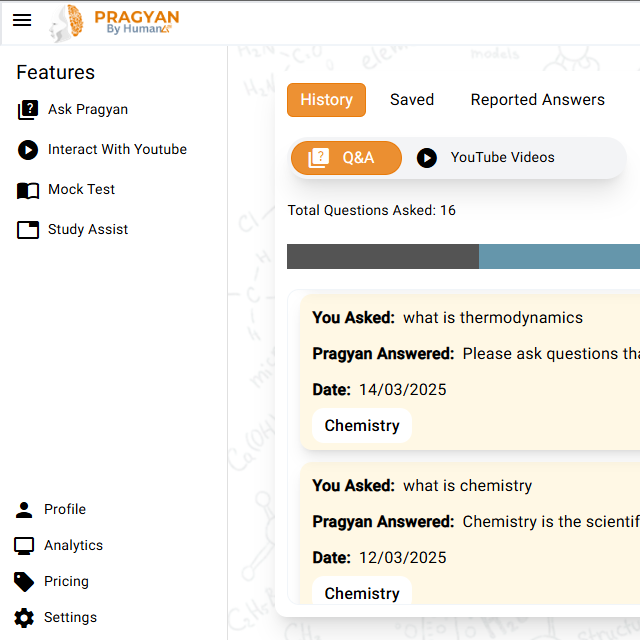 PRAGYAN
By HumanAI
Features
Ask Pragyan
Interact With Youtube
Mock Test
Study Assist
Profile
Analytics
Pricing
Settings
History
Saved
Reported Answers
Q&A
YouTube Videos
Total Questions Asked: 16
You Asked: what is thermodynamics
Pragyan Answered: Please ask questions tha
Date: 14/03/2025
Chemistry
You Asked: what is chemistry
Pragyan Answered: Chemistry is the scientif
Date: 12/03/2025
Chemistry